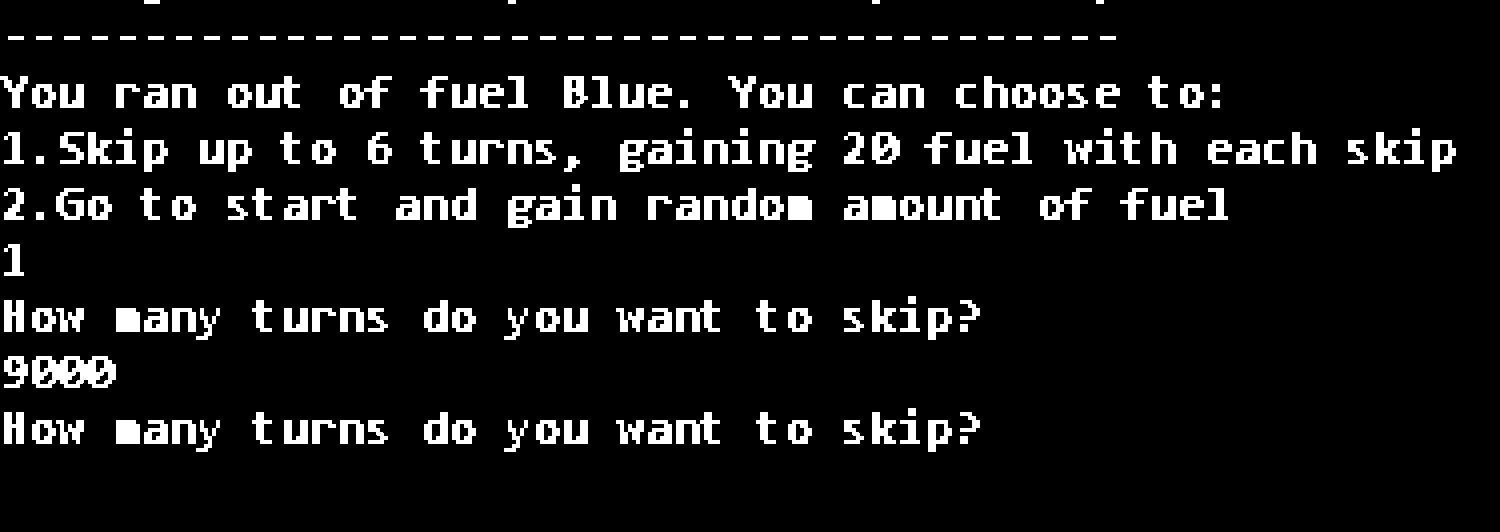 ----------------------------------------
You ran out of fuel Blue. You can choose to:
1.Skip up to 6 turns, gaining 20 fuel with each skip
2.Go to start and gain random amount of fuel
1
How many turns do you want to skip?
9000
How many turns do you want to skip?